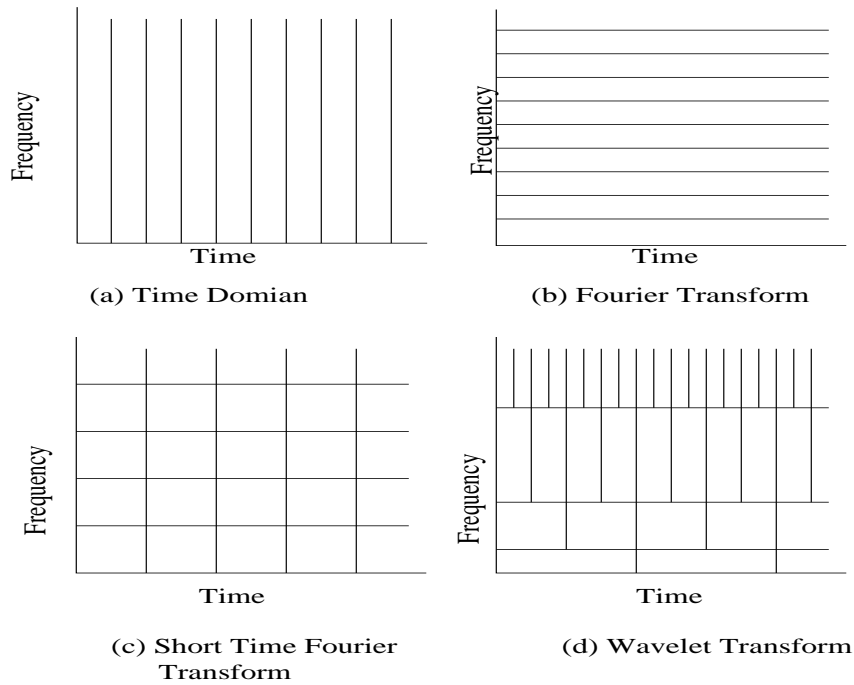 Frequency
Time
(a) Time Domian
Frequency
Time
(b) Fourier Transform
Frequency
Time
(c) Short Time Fourier
Transform
Frequency
Time
(d) Wavelet Transform